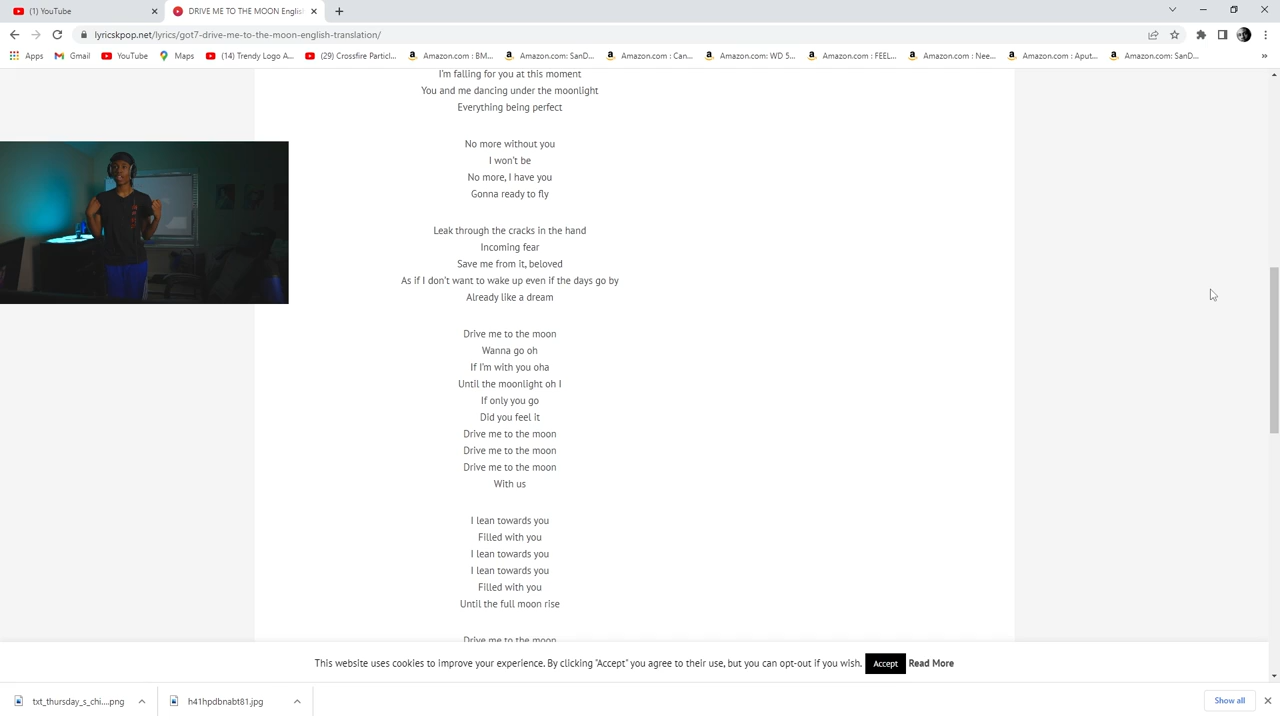 (1) YouTube
DRIVE ME TO THE MOON English
lyricskpop.net/lyrics/got7-drive-me-to-the-moon-english-translation/
Apps
Gmail
YouTube
Maps
(14) Trendy Logo A...
(29) Crossfire Particl...
Amazon.com : BM...
Amazon.com: SanD...
Amazon.com : Can...
Amazon.com: WD 5...
Amazon.com : FEEL...
Amazon.com : Nee...
Amazon.com : Aput...
Amazon.com : SanD...
I'm falling for you at this moment
You and me dancing under the moonlight
Everything being perfect
No more without you
I won't be
No more, I have you
Gonna ready to fly
Leak through the cracks in the hand
Incoming fear
Save me from it, beloved
As if I don't want to wake up even if the days go by
Already like a dream
Drive me to the moon
Wanna go oh
If I'm with you oha
Until the moonlight oh I
If only you go
Did you feel it
Drive me to the moon
Drive me to the moon
Drive me to the moon
With us
I lean towards you
Filled with you
I lean towards you
I lean towards you
Filled with you
Until the full moon rise
Drive me to the moon
This website uses cookies to improve your experience. By clicking "Accept" you agree to their use, but you can opt-out if you wish. Accept Read More
txt_thursday_s_chi....png
h41hpdbnabt81.jpg
Show all